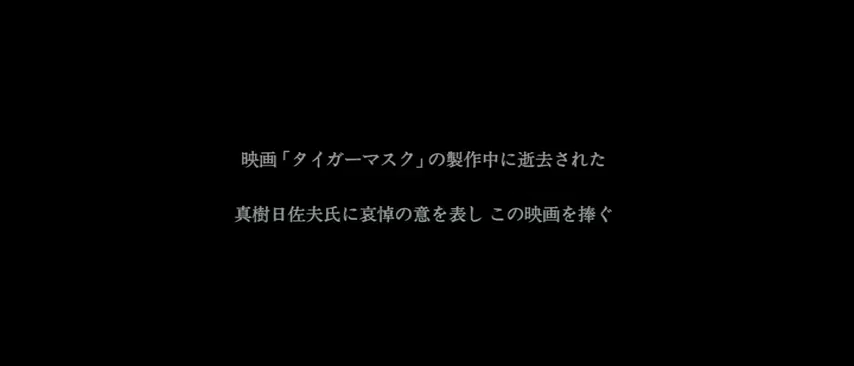 映画「タイガーマスク」の製作中に逝去された
真樹日佐夫氏に哀悼の意を表し この映画を捧ぐ